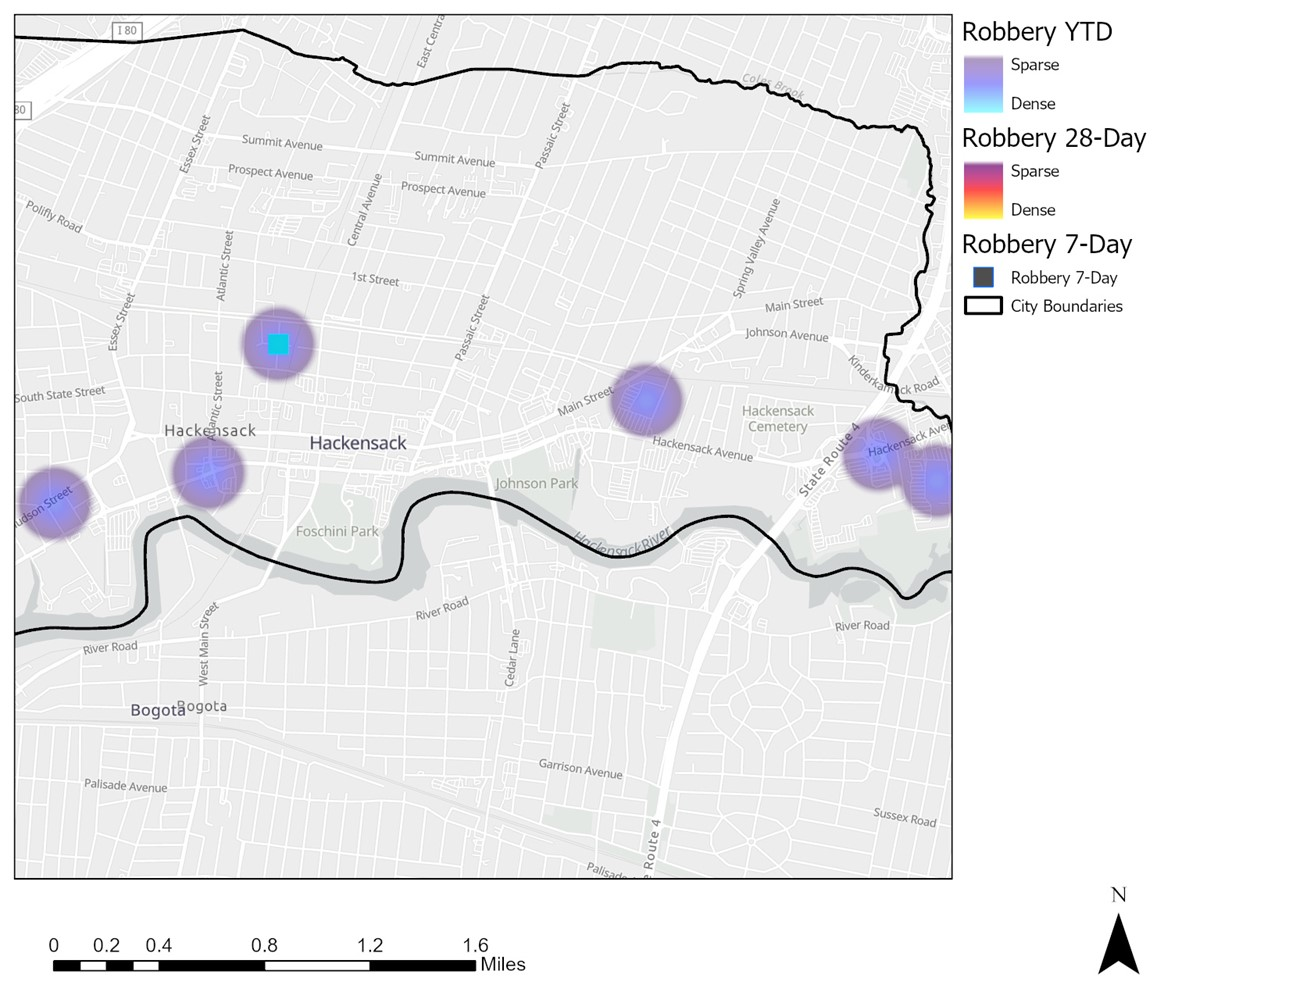 I 80
East Centra
Coles Brook
80
Essex Street
Summit Avenue
Summit Avenue
Passaic Street
Prospect Avenue
Prospect Avenue
Polifly Road
Central Avenue
Spring Valley Avenue
Atlantic Street
1st Street
Essex Street
Passaic Street
Main Street
Johnson Avenue
Kinderkamack Road
South State Street
Atlantic Street
Main Street
Hackensack
Hackensack
Hackensack
Cemetery
Hackensack Avenue
State Route 4
Hackensack Aven
Johnson Park
udson Street
Foschini Park
Hackensack River
River Road
West Main Street
River Road
River Road
Cedar Lane
Bogota
Bogota
Garrison Avenue
Palisade Avenue
Sussex Road
e Route 4
Palisad
Robbery YTD
Sparse
Dense
Robbery 28-Day
Sparse
Dense
Robbery 7-Day
Robbery 7-Day
City Boundaries
N
0 0.2 0.4 0.8 1.2 1.6
Miles